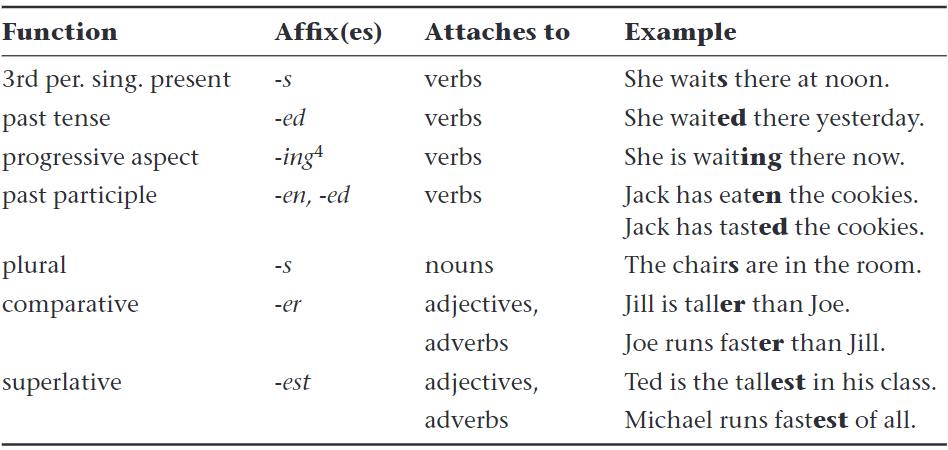 Function Affix(es) Attaches to Example
3rd per. sing. present -s verbs She waits there at noon.
past tense -ed verbs She waited there yesterday.
progressive aspect -ing⁴ verbs She is waiting there now.
past participle -en, -ed verbs Jack has eaten the cookies.
Jack has tasted the cookies.
plural -s nouns The chairs are in the room.
comparative -er adjectives, Jill is taller than Joe.
adverbs Joe runs faster than Jill.
superlative -est adjectives, Ted is the tallest in his class.
adverbs Michael runs fastest of all.